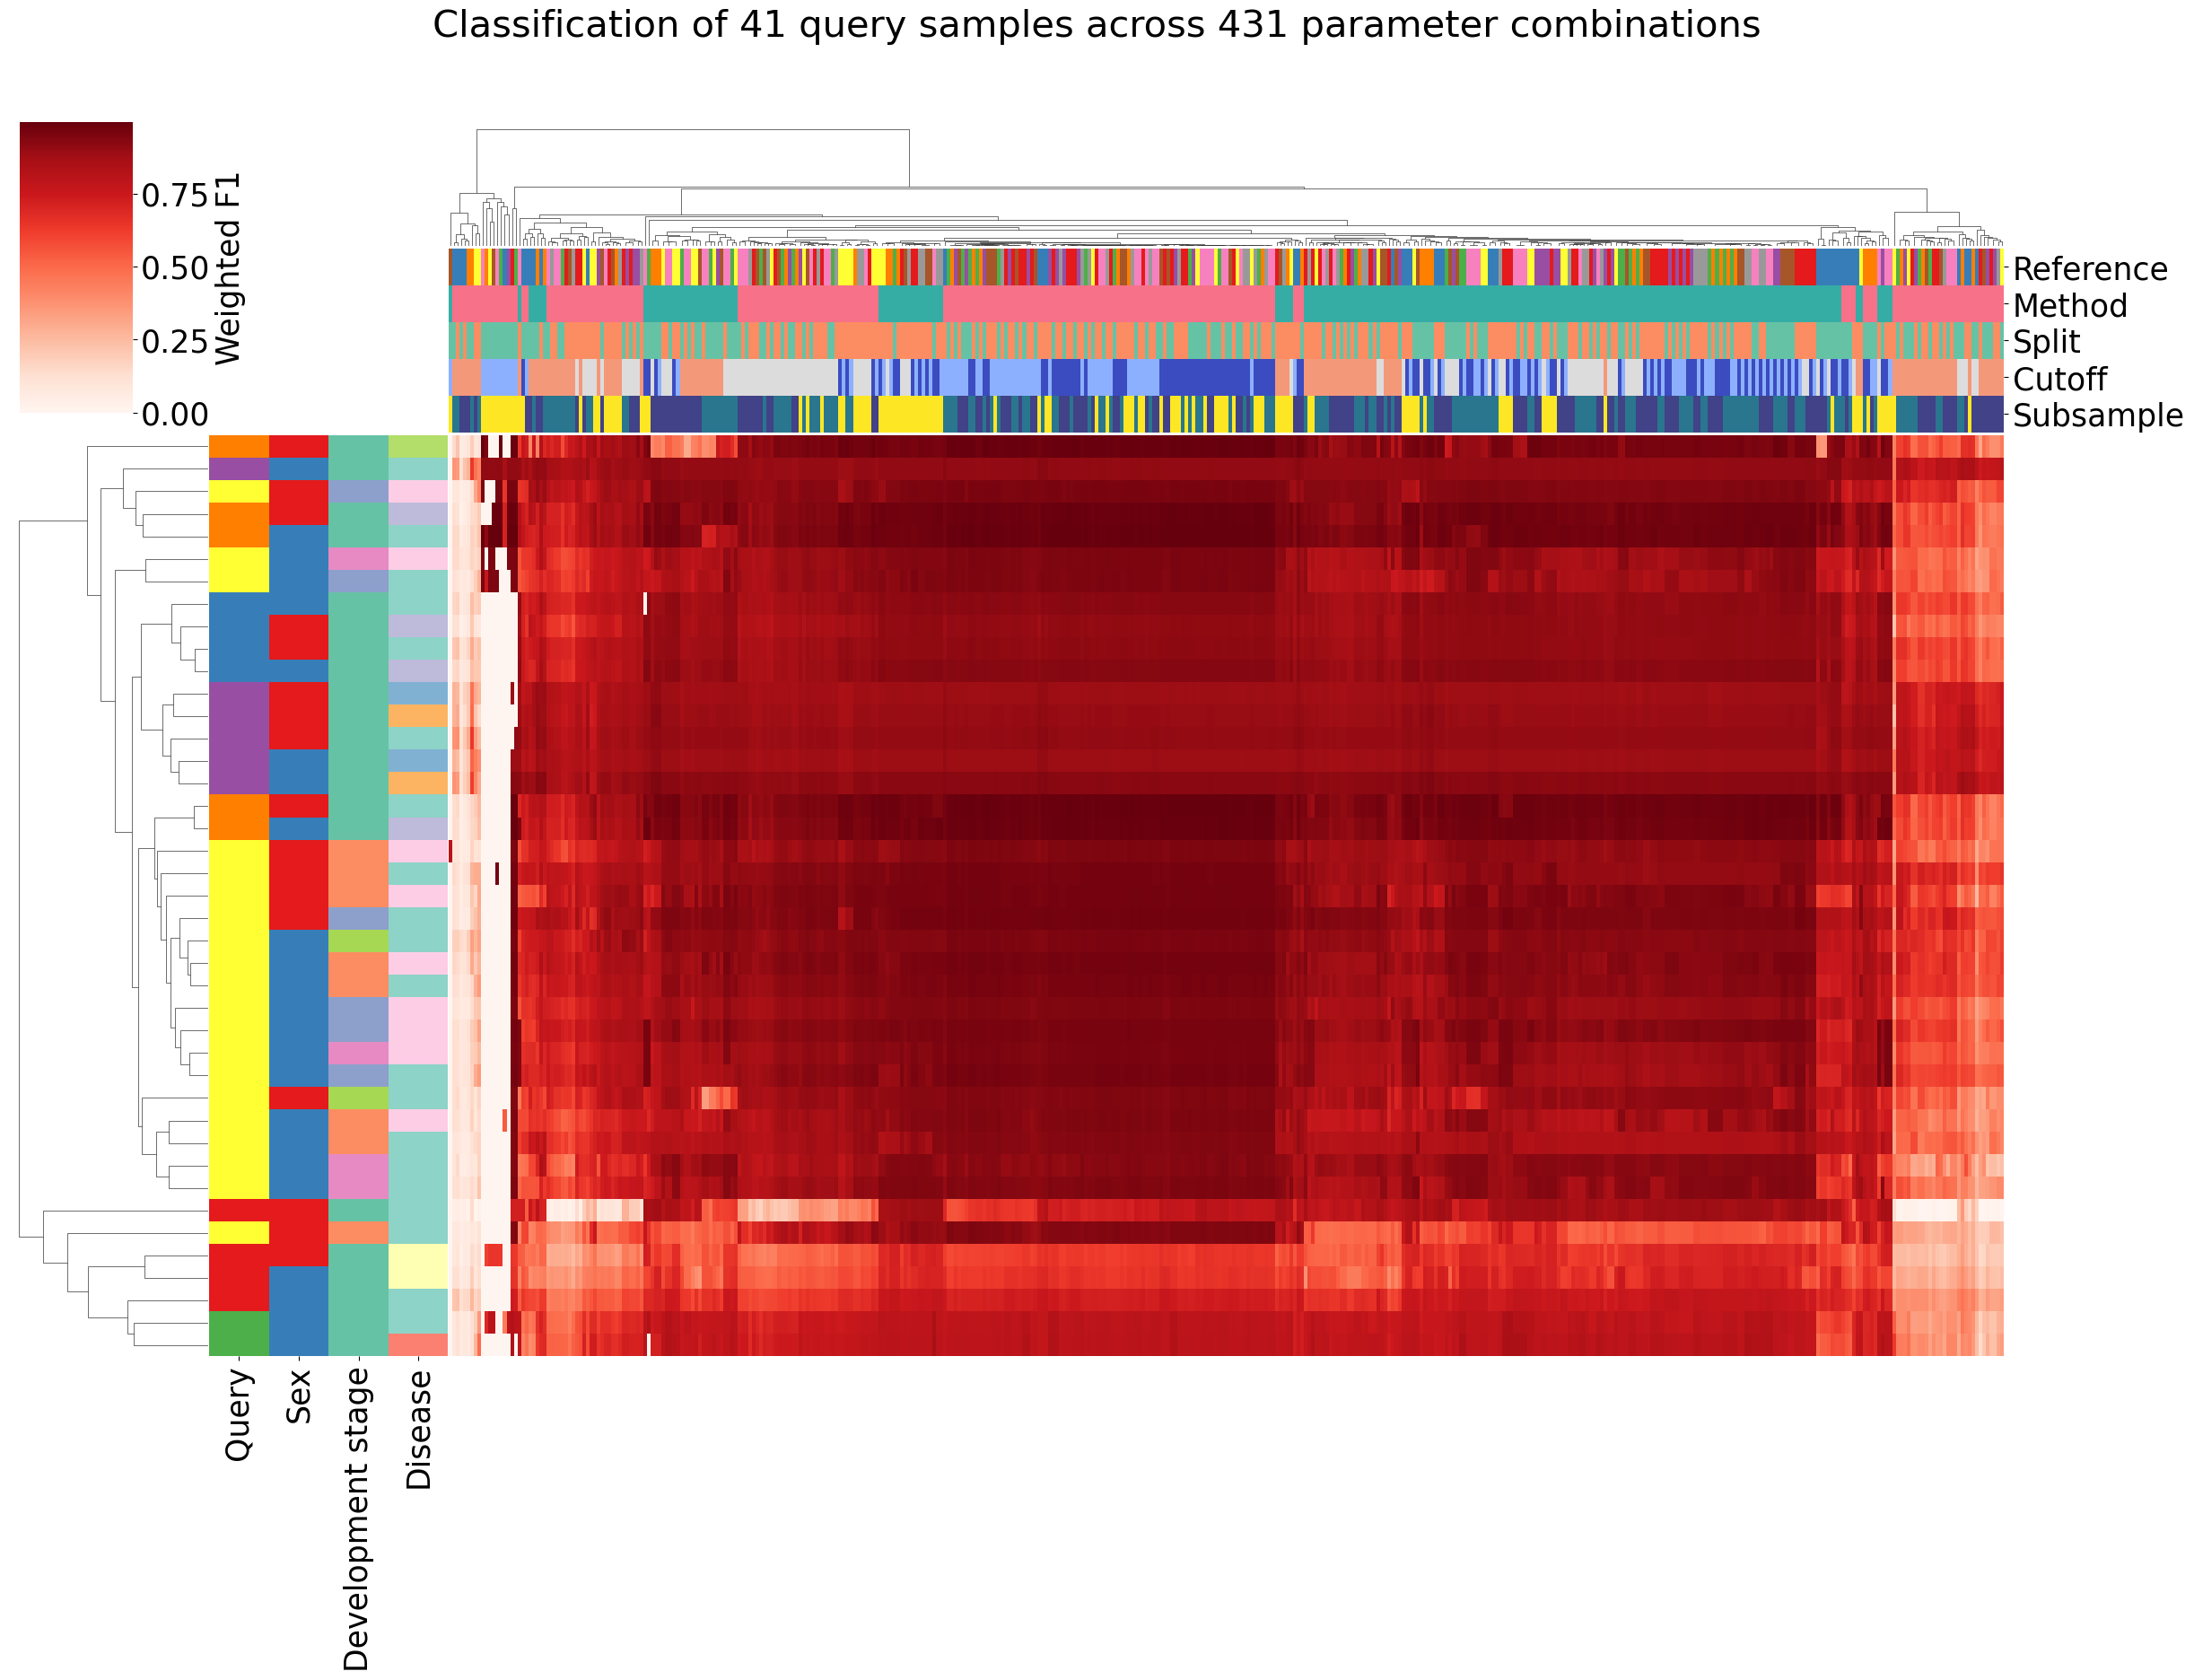 Classification of 41 query samples across 431 parameter combinations
0.75
0.50
0.25
0.00
Weighted F1
Reference
Method
Split
Cutoff
Subsample
Query
Sex
Development stage
Disease